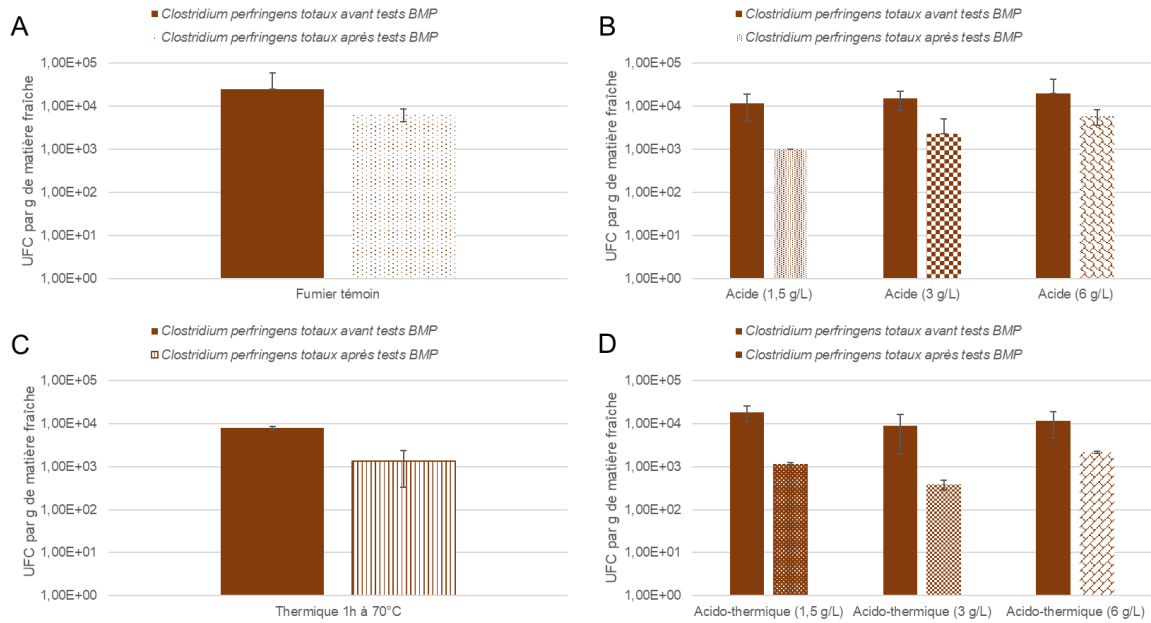 A
Clostridium perfringens totaux avant tests BMP
Clostridium perfringens totaux après tests BMP
UFC par g de matière fraîche
1,00E+05
1,00E+04
1,00E+03
1,00E+02
1,00E+01
1,00E+00
Fumier témoin
B
Clostridium perfringens totaux avant tests BMP
Clostridium perfringens totaux après tests BMP
UFC par g de matière fraîche
1,00E+05
1,00E+04
1,00E+03
1,00E+02
1,00E+01
1,00E+00
Acide (1,5 g/L)
Acide (3 g/L)
Acide (6 g/L)
C
Clostridium perfringens totaux avant tests BMP
Clostridium perfringens totaux après tests BMP
UFC par g de matière fraîche
1,00E+05
1,00E+04
1,00E+03
1,00E+02
1,00E+01
1,00E+00
Thermique 1h à 70°C
D
Clostridium perfringens totaux avant tests BMP
Clostridium perfringens totaux après tests BMP
UFC par g de matière fraîche
1,00E+05
1,00E+04
1,00E+03
1,00E+02
1,00E+01
1,00E+00
Acido-thermique (1,5 g/L)
Acido-thermique (3 g/L)
Acido-thermique (6 g/L)